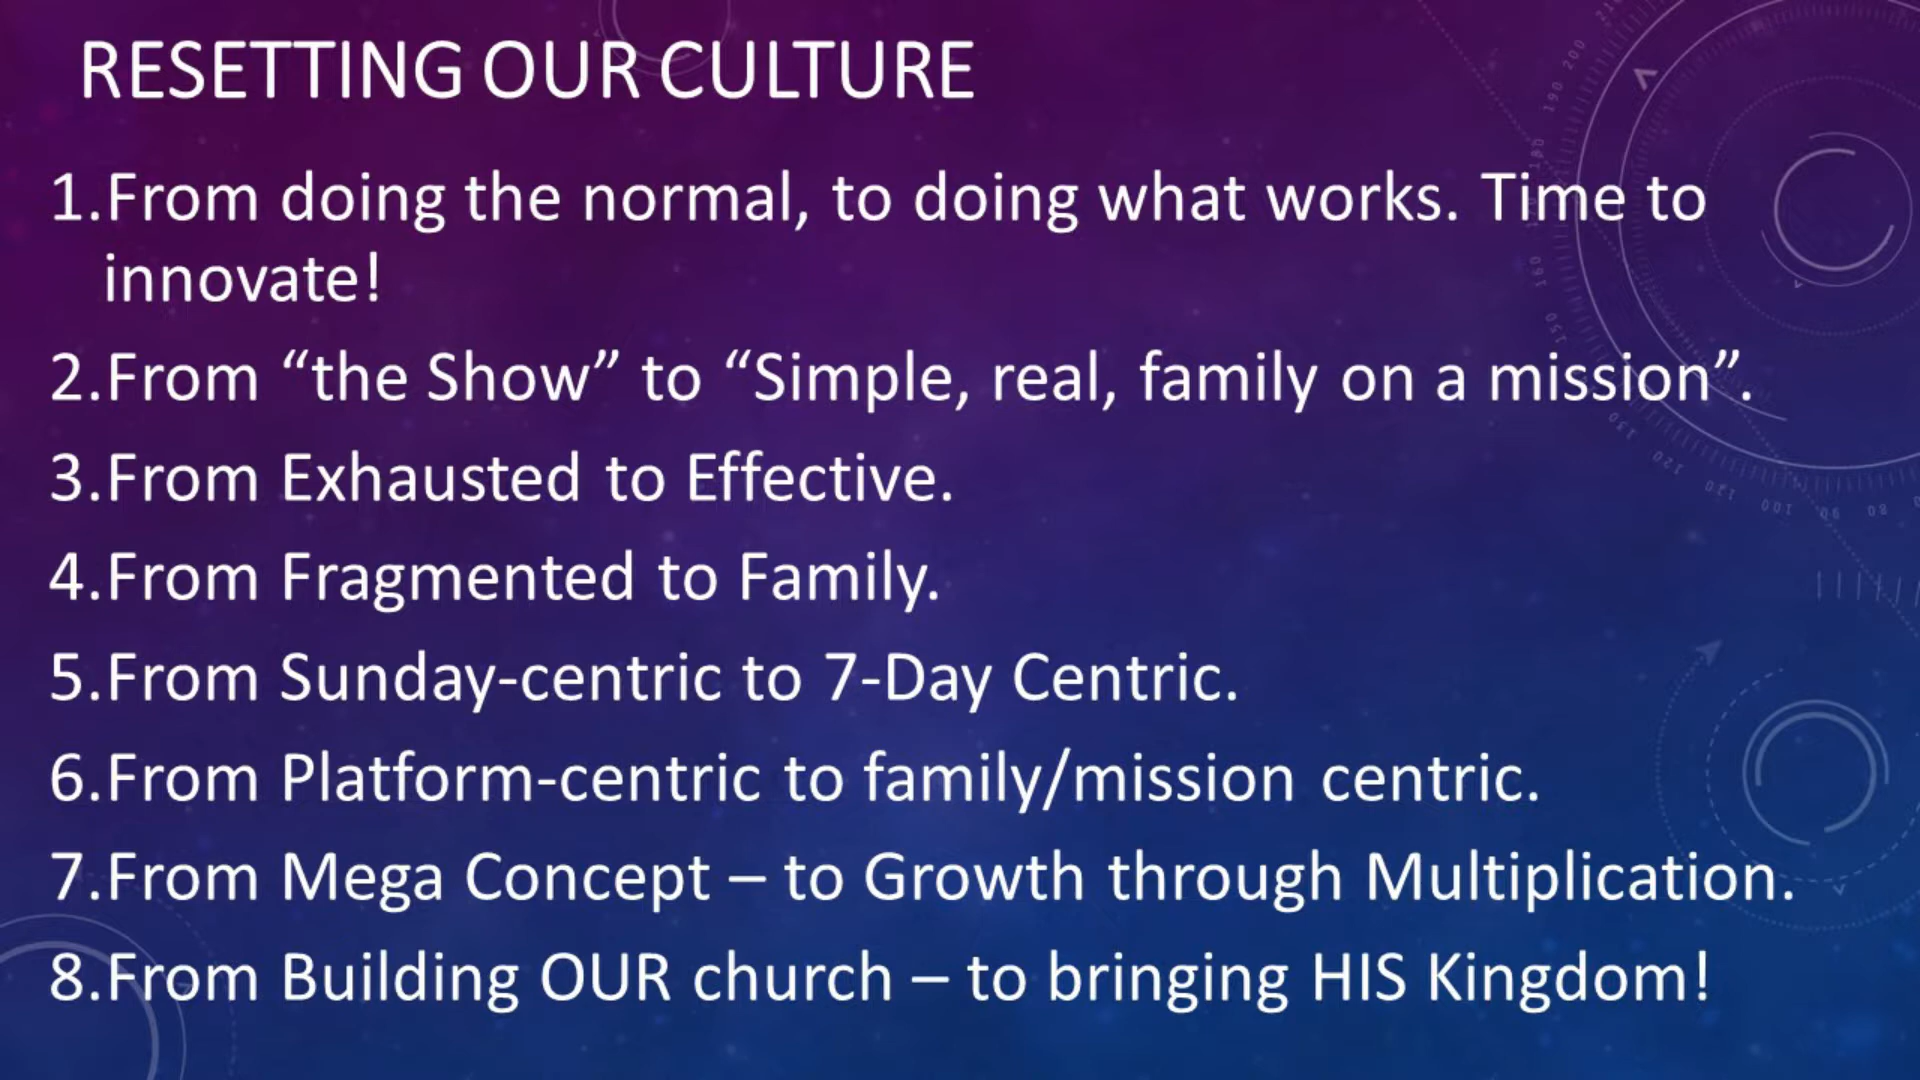 RESETTING OUR CULTURE
1.From doing the normal, to doing what works. Time to
innovate!
2.From “the Show” to “Simple, real, family on a mission”.
3.From Exhausted to Effective.
4.From Fragmented to Family.
5.From Sunday-centric to 7-Day Centric.
6.From Platform-centric to family/mission centric.
7.From Mega Concept – to Growth through Multiplication.
8.From Building OUR church – to bringing HIS Kingdom!